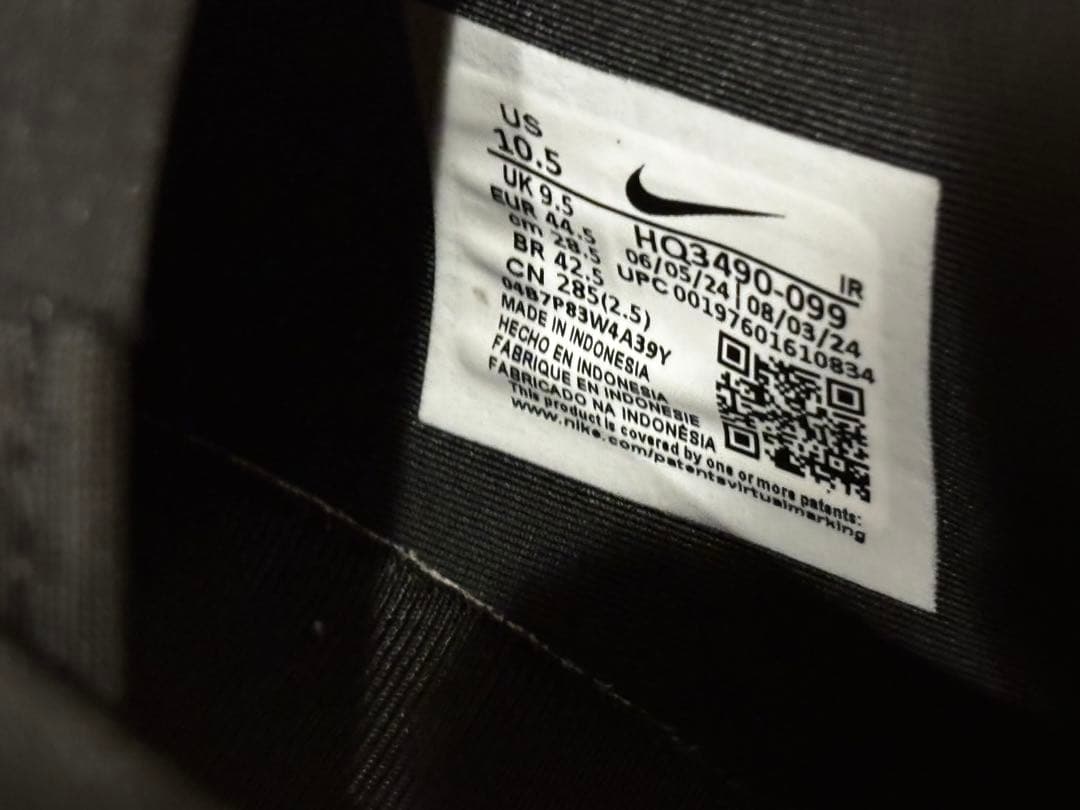 US
10.5
UK 9.5
EUR 44.5
cm 28.5
BR 42.5
CN 285(2.5)
04B7P83W4A39Y
MADE IN INDONESIA
HECHO EN INDONESIA
FABRIQUE EN INDONESIE
FABRICADO NA INDONÉSIA
This product is covered by one or more patents:
www.nike.com/patentsvirtualmarking
IR
HQ3490-099
06/05/24 | 08/03/24
UPC 00197601610834